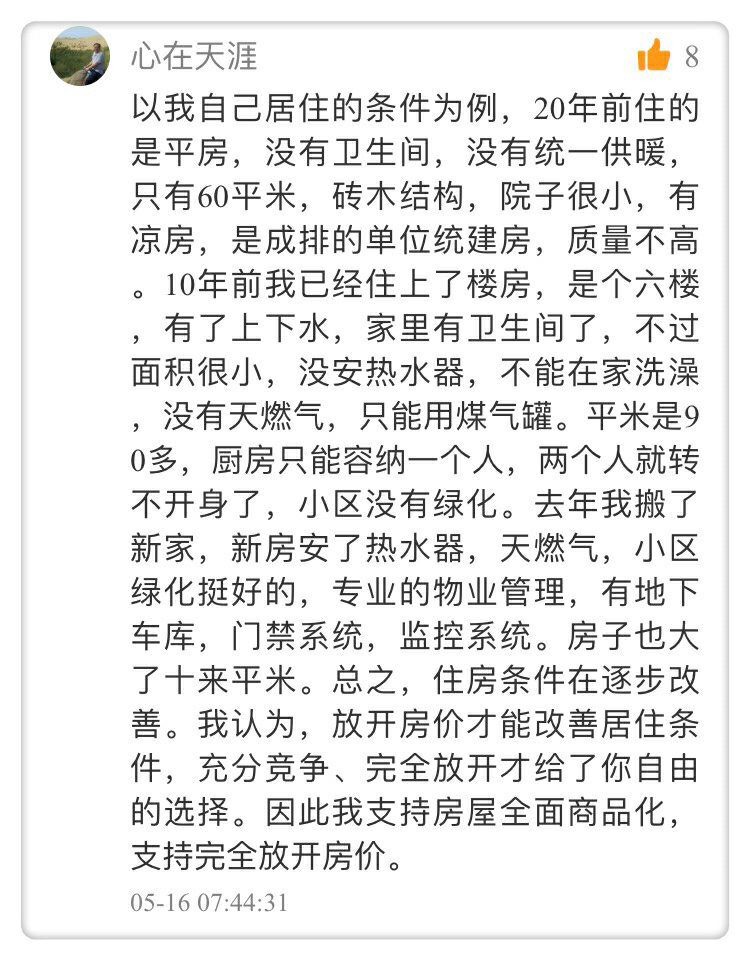 心在天涯
8
以我自己居住的条件为例，20年前住的
是平房，没有卫生间，没有统一供暖，
只有60平米，砖木结构，院子很小，有
凉房，是成排的单位统建房，质量不高
。10年前我已经住上了楼房，是个六楼
，有了上下水，家里有卫生间了，不过
面积很小，没安热水器，不能在家洗澡
，没有天燃气，只能用煤气罐。平米是9
0多，厨房只能容纳一个人，两个人就转
不开身了，小区没有绿化。去年我搬了
新家，新房安了热水器，天燃气，小区
绿化挺好的，专业的物业管理，有地下
车库，门禁系统，监控系统。房子也大
了十来平米。总之，住房条件在逐步改
善。我认为，放开房价才能改善居住条
件，充分竞争、完全放开才给了你自由
的选择。因此我支持房屋全面商品化，
支持完全放开房价。
05-16 07:44:31